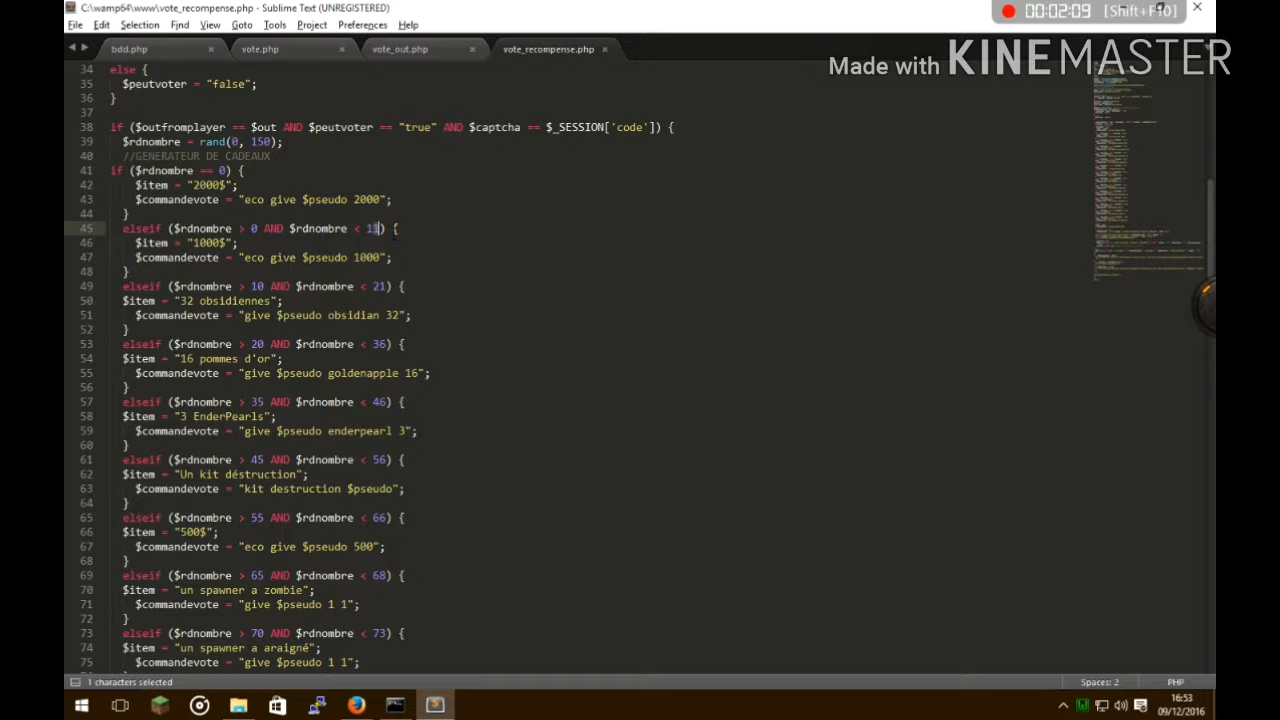 C:\wamp64\www\vote_recompense.php - Sublime Text (UNREGISTERED)
00:02:09 [Shift+F10]
File Edit Selection Find View Goto Tools Project Preferences Help
bdd.php × vote.php × vote_out.php × vote_recompense.php ×
Made with KINEMASTER
34 else {
35 $peutvoter = "false";
36 }
37
38 if ($outfromplayer == $out AND $peutvoter == "true" AND $captcha == $_SESSION['code']) {
39 $rdnombre = rand(0, 150);
40 //GENERATEUR DE CADEAUX
41 if ($rdnombre == 0) {
42 $item = "2000$";
43 $commandevote = "eco give $pseudo 2000";
44 }
45 elseif ($rdnombre > 0 AND $rdnombre < 11) {
46 $item = "1000$";
47 $commandevote = "eco give $pseudo 1000";
48 }
49 elseif ($rdnombre > 10 AND $rdnombre < 21) {
50 $item = "32 obsidiennes";
51 $commandevote = "give $pseudo obsidian 32";
52 }
53 elseif ($rdnombre > 20 AND $rdnombre < 36) {
54 $item = "16 pommes d'or";
55 $commandevote = "give $pseudo goldenapple 16";
56 }
57 elseif ($rdnombre > 35 AND $rdnombre < 46) {
58 $item = "3 EnderPearls";
59 $commandevote = "give $pseudo enderpearl 3";
60 }
61 elseif ($rdnombre > 45 AND $rdnombre < 56) {
62 $item = "Un kit déstruction";
63 $commandevote = "kit destruction $pseudo";
64 }
65 elseif ($rdnombre > 55 AND $rdnombre < 66) {
66 $item = "500$";
67 $commandevote = "eco give $pseudo 500";
68 }
69 elseif ($rdnombre > 65 AND $rdnombre < 68) {
70 $item = "un spawner a zombie";
71 $commandevote = "give $pseudo 1 1";
72 }
73 elseif ($rdnombre > 70 AND $rdnombre < 73) {
74 $item = "un spawner a araigné";
75 $commandevote = "give $pseudo 1 1";
1 characters selected Spaces: 2 PHP
16:53
09/12/2016